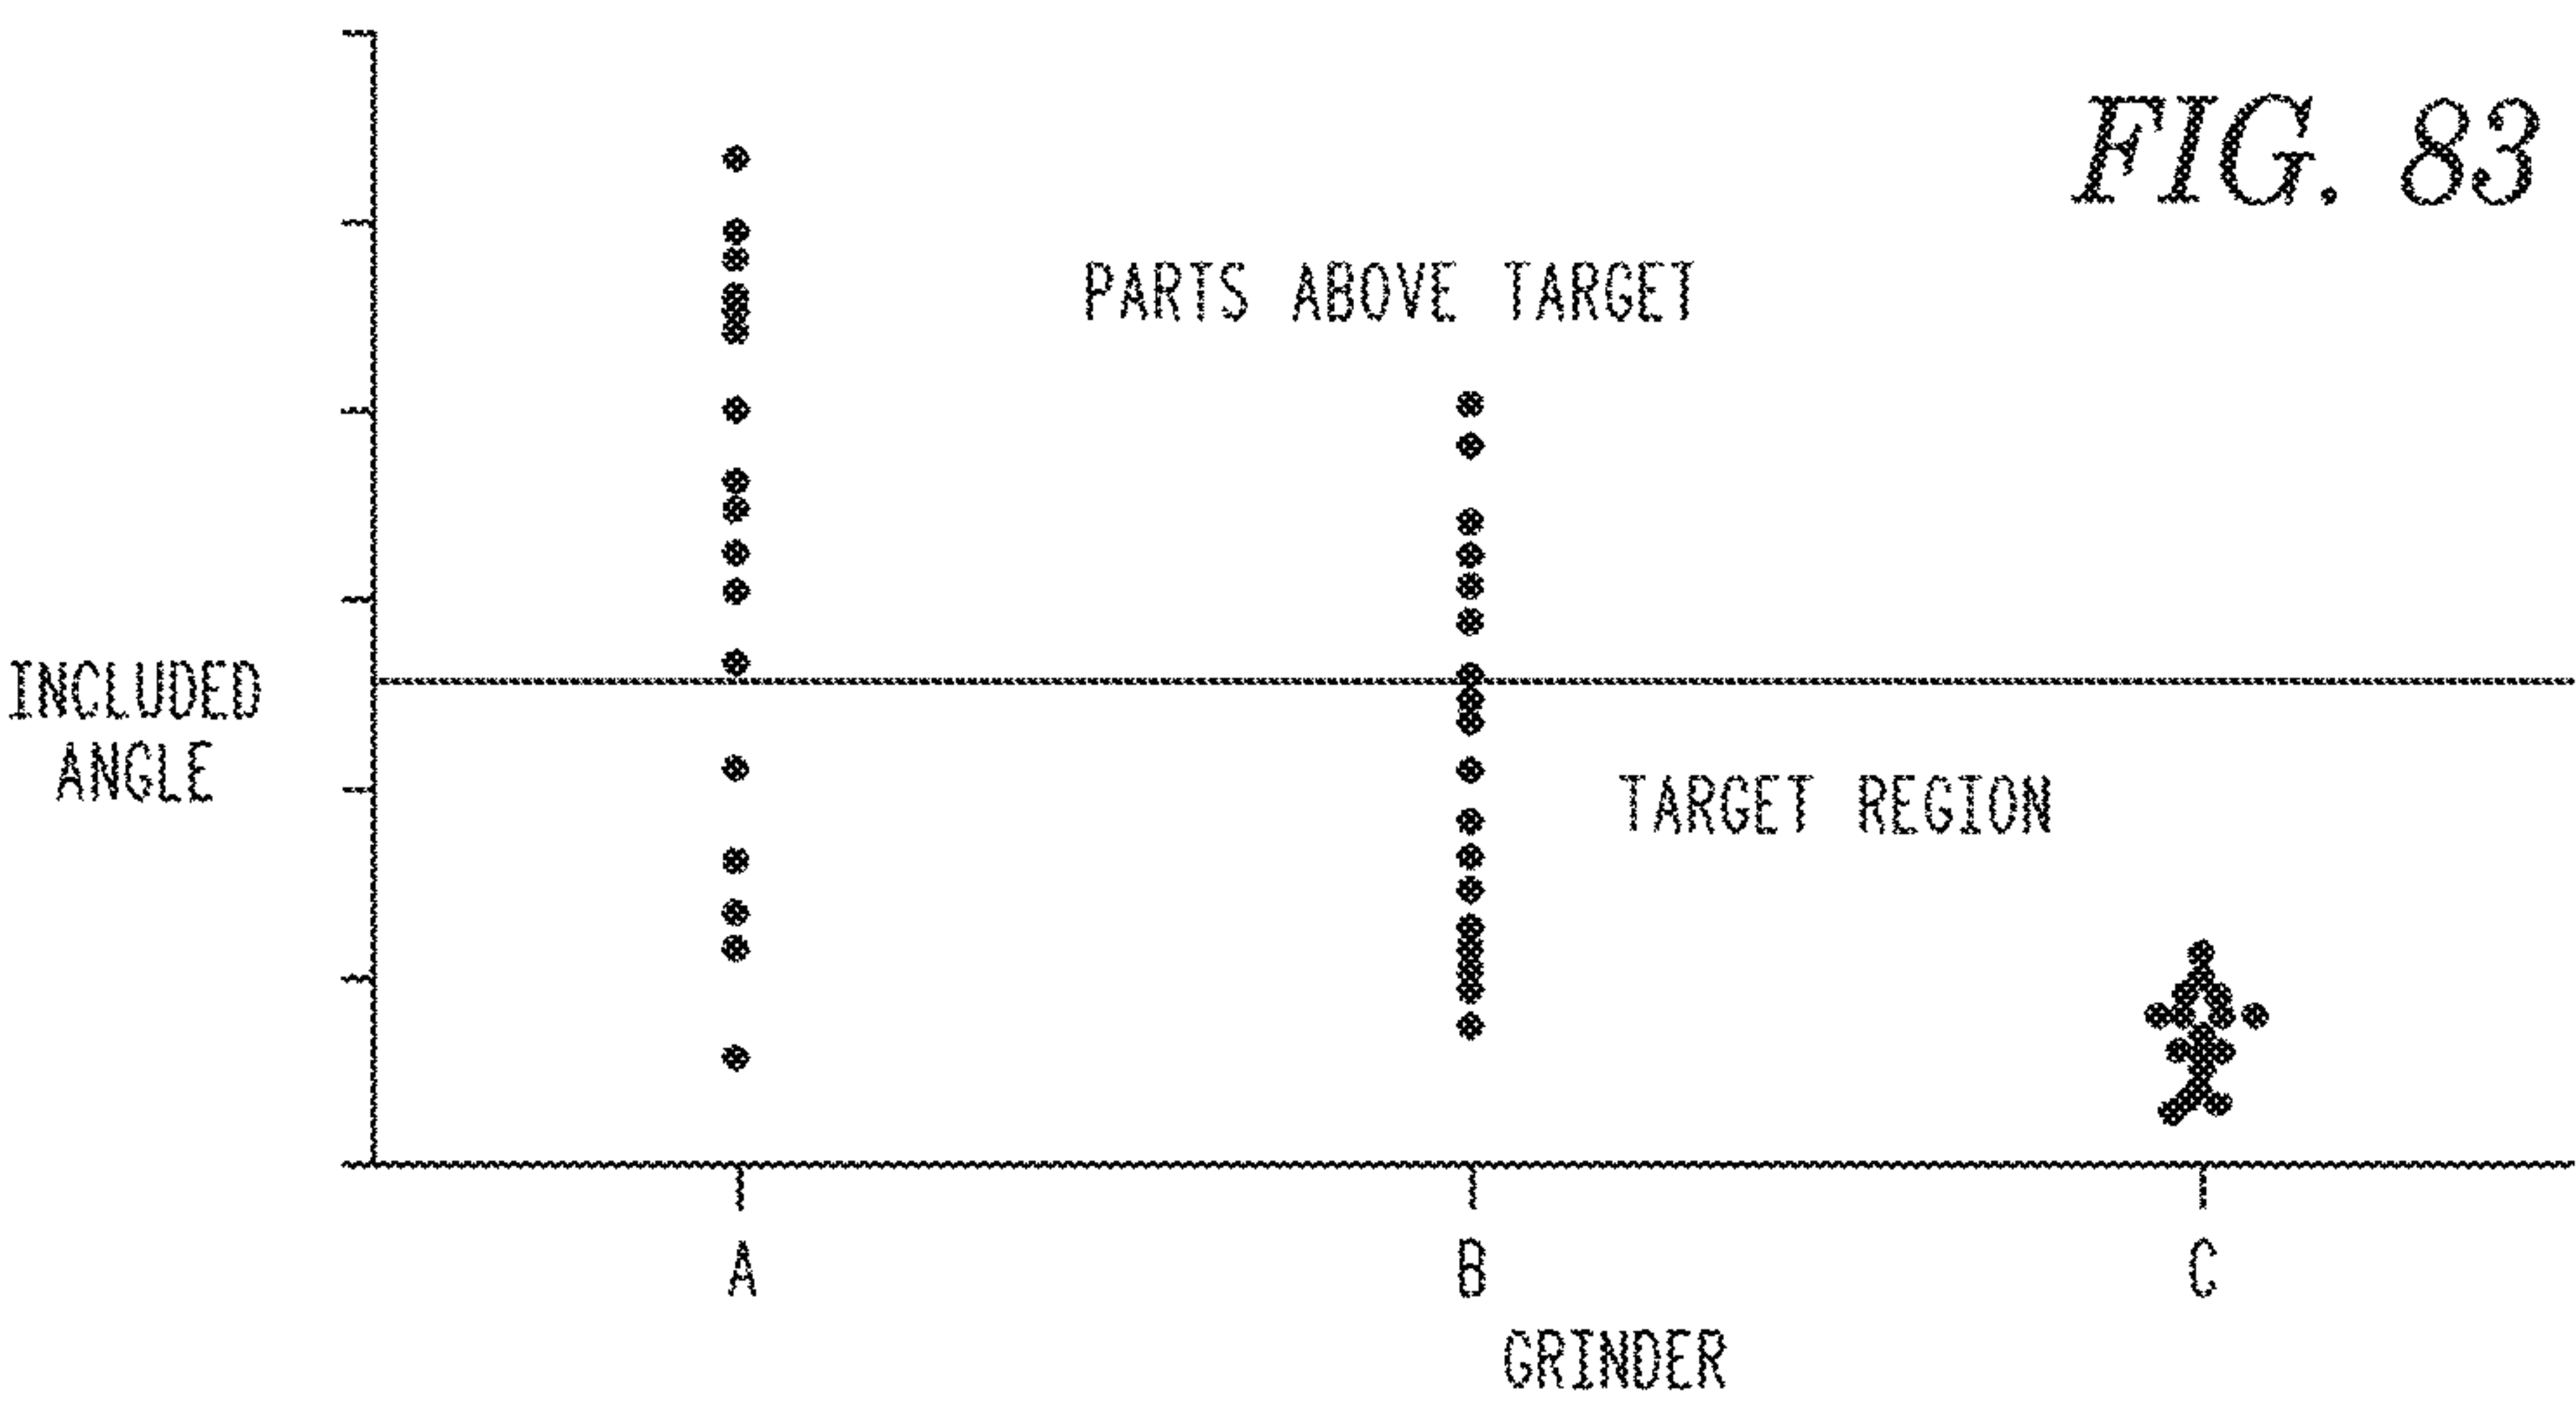 FIG. 83
PARTS ABOVE TARGET
INCLUDED
ANGLE
TARGET REGION
A
B
C
GRINDER